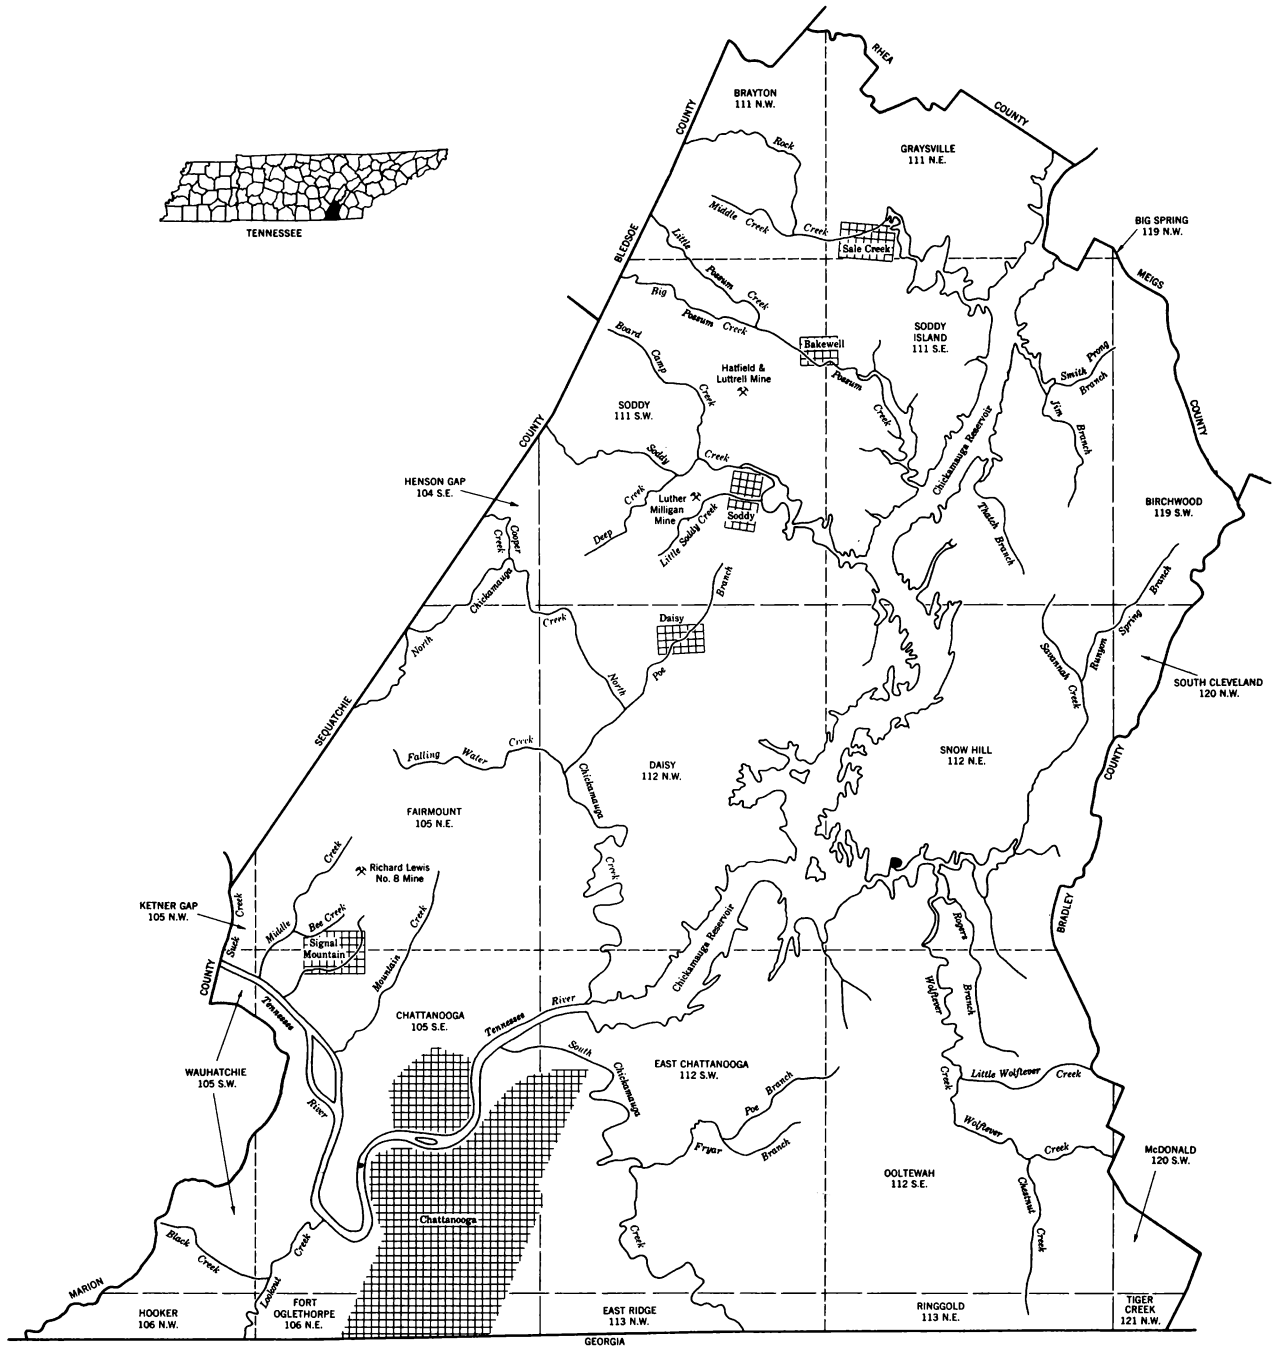 RHEA
COUNTY
BRAYTON
111 N.W.
COUNTY
GRAYSVILLE
111 N.E.
Rock
Creek
Middle
Creek
Sale Creek
TENNESSEE
BIG SPRING
119 N.W.
MEIGS
COUNTY
BLEDSOE
Little
Possum
Creek
Big
Possum
Creek
Board
Camp
Creek
SODDY
ISLAND
111 S.E.
Bakewell
Possum
Creek
Hatfield &
Luttrell Mine
Smith
Prong
Branch
Jim
Branch
SODDY
111 S.W.
COUNTY
Chickamauga Reservoir
Soddy
Creek
HENSON GAP
104 S.E.
Deep
Creek
Luther
Milligan
Mine
Little Soddy Creek
Soddy
Thatch
Branch
BIRCHWOOD
119 S.W.
Cooper
Creek
North
Chickamauga
Creek
North
Daisy
Poe
Branch
Savannah
Creek
Runyon
Spring
Branch
SOUTH CLEVELAND
120 N.W.
SEQUATCHIE
Falling
Water
Creek
DAISY
112 N.W.
SNOW HILL
112 N.E.
COUNTY
Chickamauga
Creek
FAIRMOUNT
105 N.E.
Richard Lewis
No. 8 Mine
Middle
Creek
Bee Creek
Signal
Mountain
Mountain
Creek
KETNER GAP
105 N.W.
Suck
Creek
COUNTY
BRADLEY
Chickamauga Reservoir
Rogers
Branch
Wolftever
Creek
Tennessee
River
CHATTANOOGA
105 S.E.
Tennessee
River
WAUHATCHIE
105 S.W.
South
Chickamauga
Creek
EAST CHATTANOOGA
112 S.W.
Poe
Branch
Fryar
Branch
Little Wolftever
Creek
Wolftever
Creek
McDONALD
120 S.W.
OOLTEWAH
112 S.E.
Chestnut
Creek
Chattanooga
Black
Creek
Lookout
Creek
MARION
HOOKER
106 N.W.
FORT
OGLETHORPE
106 N.E.
EAST RIDGE
113 N.W.
RINGGOLD
113 N.E.
TIGER
CREEK
121 N.W.
GEORGIA